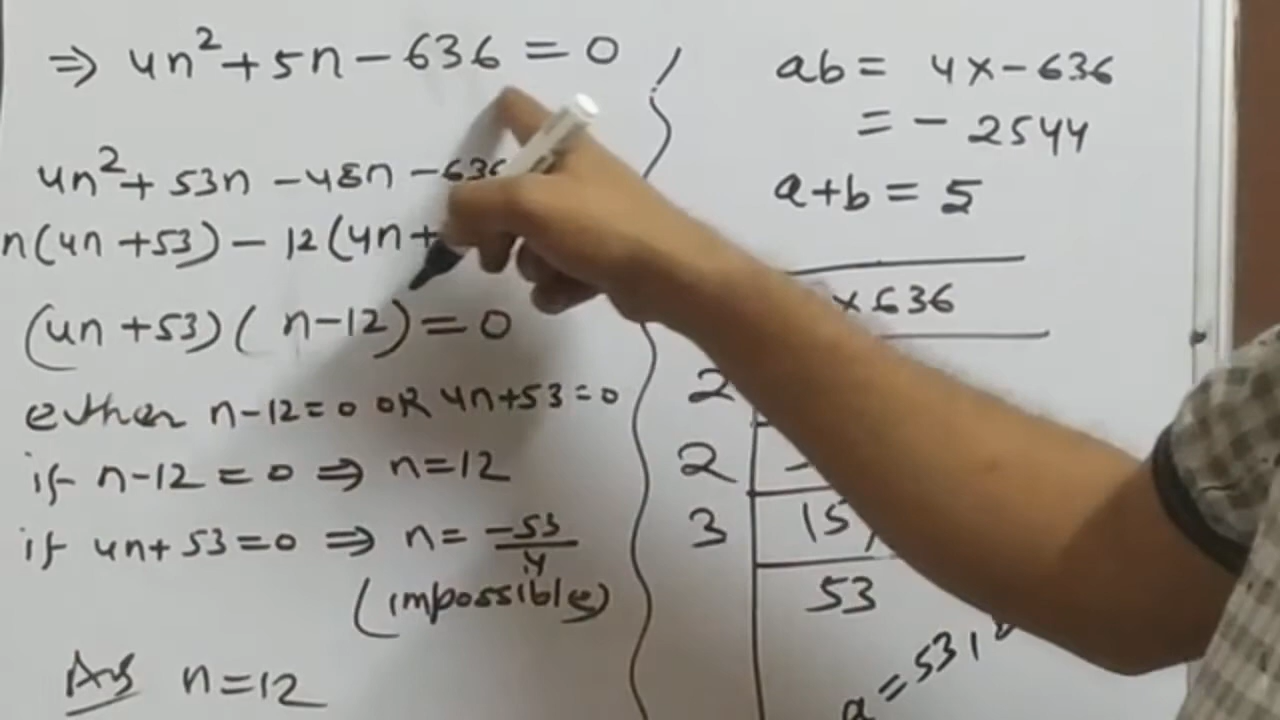 ⇒ 4n² + 5n − 636 = 0
4n² + 53n − 48n − 636
n(4n + 53) − 12(4n +
(4n + 53)( n − 12) = 0
either n − 12 = 0 OR 4n + 53 = 0
if n − 12 = 0 ⇒ n = 12
if 4n + 53 = 0 ⇒ n = −53/4
(impossible)
Ans n = 12
ab = 4 x − 636
= − 2544
a + b = 5
x 636
2
2
3 | 15
53
a = 53,